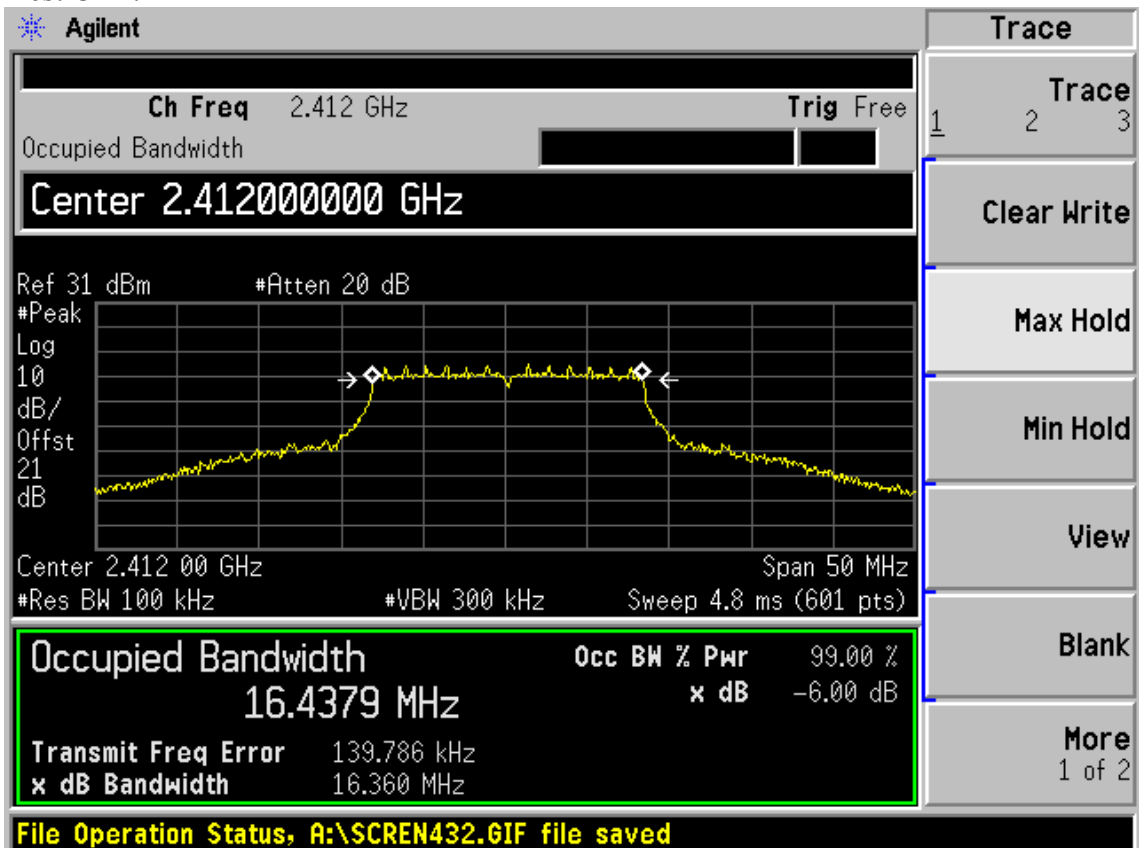 Agilent
Trace
Ch Freq 2.412 GHz Trig Free
Occupied Bandwidth
Center 2.412000000 GHz
Ref 31 dBm #Atten 20 dB
#Peak
Log
10
dB/
Offst
21
dB
Center 2.412 00 GHz Span 50 MHz
#Res BW 100 kHz #VBW 300 kHz Sweep 4.8 ms (601 pts)
Occupied Bandwidth Occ BW % Pwr 99.00 %
16.4379 MHz x dB -6.00 dB
Transmit Freq Error 139.786 kHz
x dB Bandwidth 16.360 MHz
File Operation Status, A:\SCREN432.GIF file saved
Trace
1 2 3
Clear Write
Max Hold
Min Hold
View
Blank
More
1 of 2